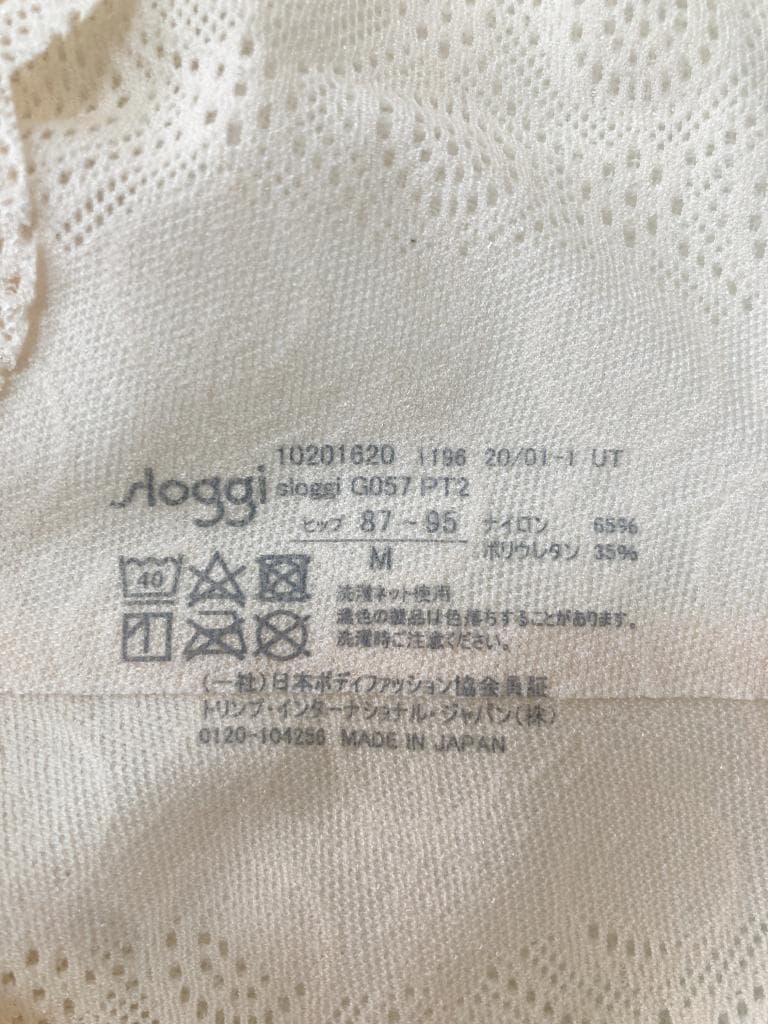 10201620 1196 20/01-1 UT
sloggi sloggi G057 PT2
ヒップ 87~95 ナイロン 65%
M ポリウレタン 35%
40
洗濯ネット使用
濃色の製品は色落ちすることがあります。
洗濯時ご注意ください。
(一社)日本ボディファッション協会員証
トリンプ・インターナショナル・ジャパン(株)
0120-104256 MADE IN JAPAN